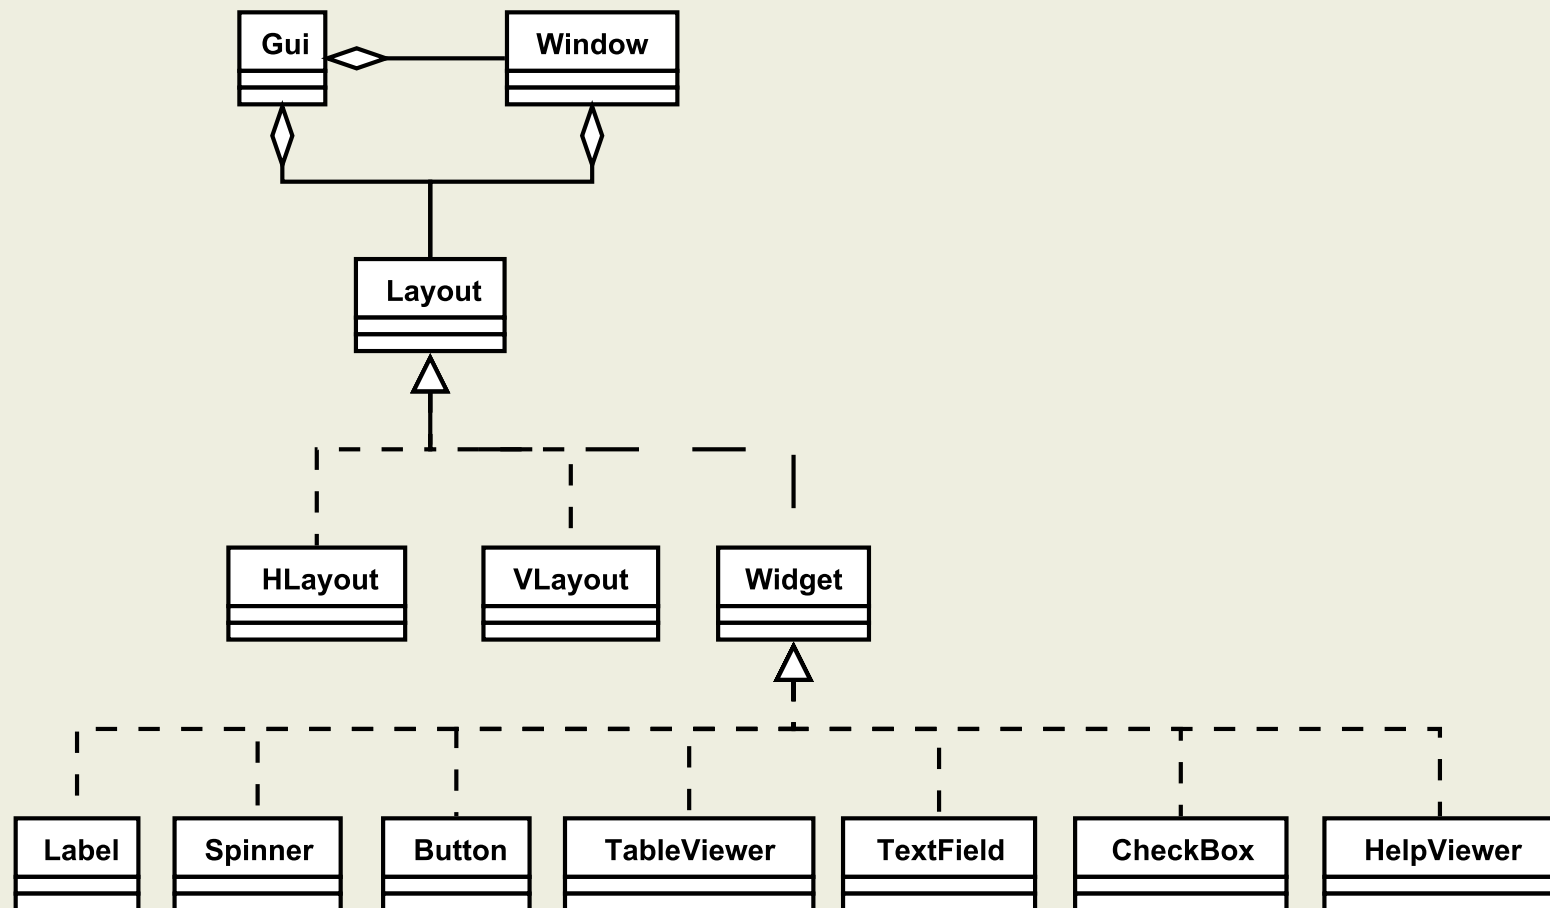 Gui
Window
Layout
HLayout
VLayout
Widget
Label
Spinner
Button
TableViewer
TextField
CheckBox
HelpViewer